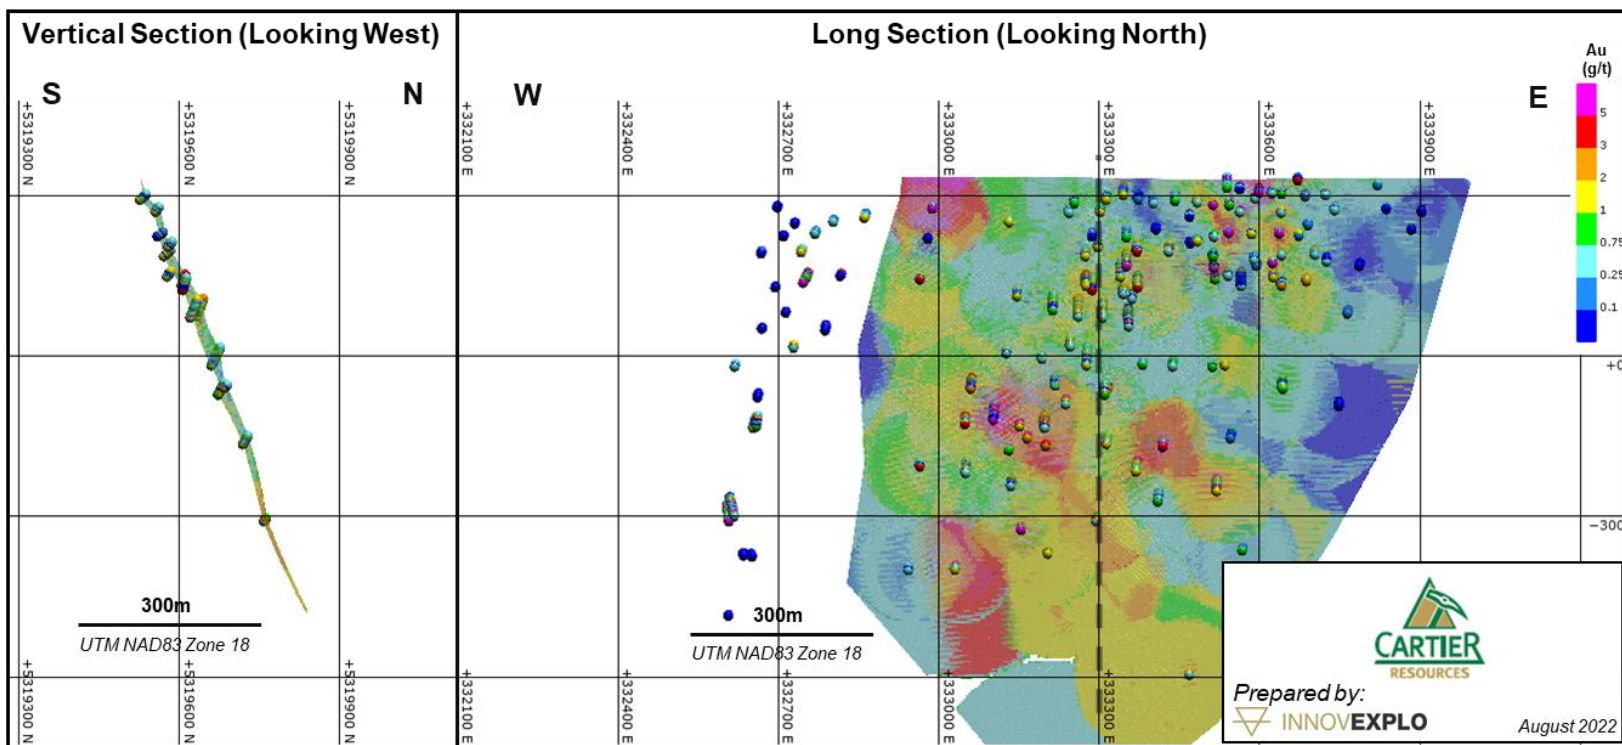 Vertical Section (Looking West)
Long Section (Looking North)
S
N
W
E
Au
(g/t)
5
3
2
1
0.75
0.25
0.1
+5319300 N
+5319600 N
+5319900 N
+332100 E
+332400 E
+332700 E
+333000 E
+333300 E
+333600 E
+333900 E
+0
-300
300m
UTM NAD83 Zone 18
300m
UTM NAD83 Zone 18
+5319300 N
+5319600 N
+5319900 N
+332100 E
+332400 E
+332700 E
+333000 E
+333300 E
CARTIER
RESOURCES
Prepared by:
INNOVEXPLO
August 2022